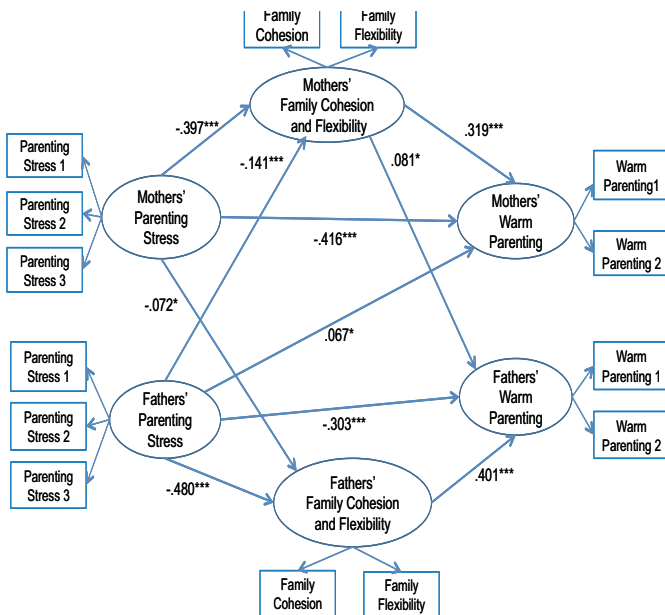 Family
Cohesion
Family
Flexibility
Mothers'
Family Cohesion
and Flexibility
-.397***
.319***
-.141***
.081*
Parenting
Stress 1
Parenting
Stress 2
Parenting
Stress 3
Mothers'
Parenting
Stress
Mothers'
Warm
Parenting
Warm
Parenting1
Warm
Parenting 2
-.416***
-.072*
.067*
Parenting
Stress 1
Parenting
Stress 2
Parenting
Stress 3
Fathers'
Parenting
Stress
Fathers'
Warm
Parenting
Warm
Parenting 1
Warm
Parenting 2
-.303***
-.480***
.401***
Fathers'
Family Cohesion
and Flexibility
Family
Cohesion
Family
Flexibility